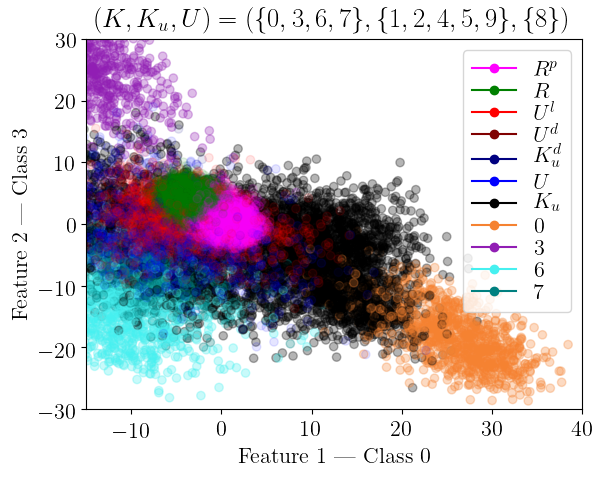 (K, K_u, U) = ({0, 3, 6, 7}, {1, 2, 4, 5, 9}, {8})
30
20
10
0
−10
−20
−30
Feature 2 — Class 3
R^p
R
U^l
U^d
K_u^d
U
K_u
0
3
6
7
−10
0
10
20
30
40
Feature 1 — Class 0